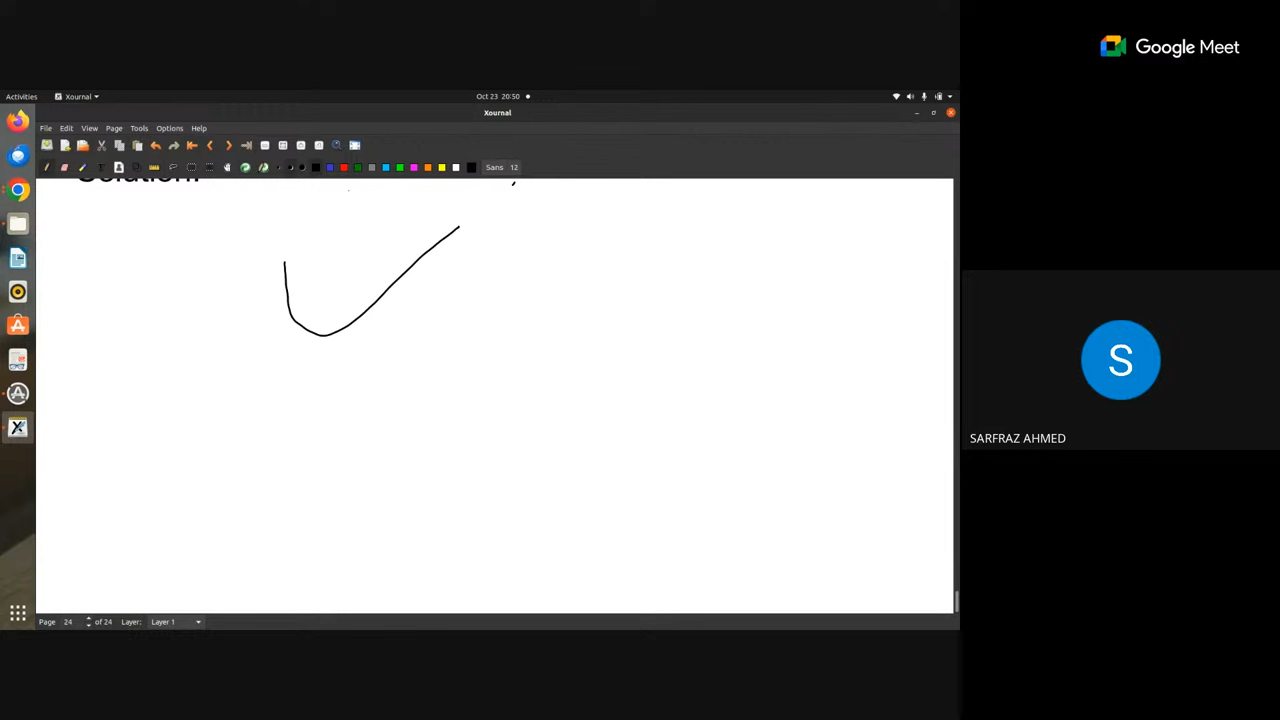 Google Meet
Activities
Xournal
Oct 23 20:50
Xournal
File Edit View Page Tools Options Help
Sans 12
Solution:
S
SARFRAZ AHMED
Page 24 of 24 Layer: Layer 1